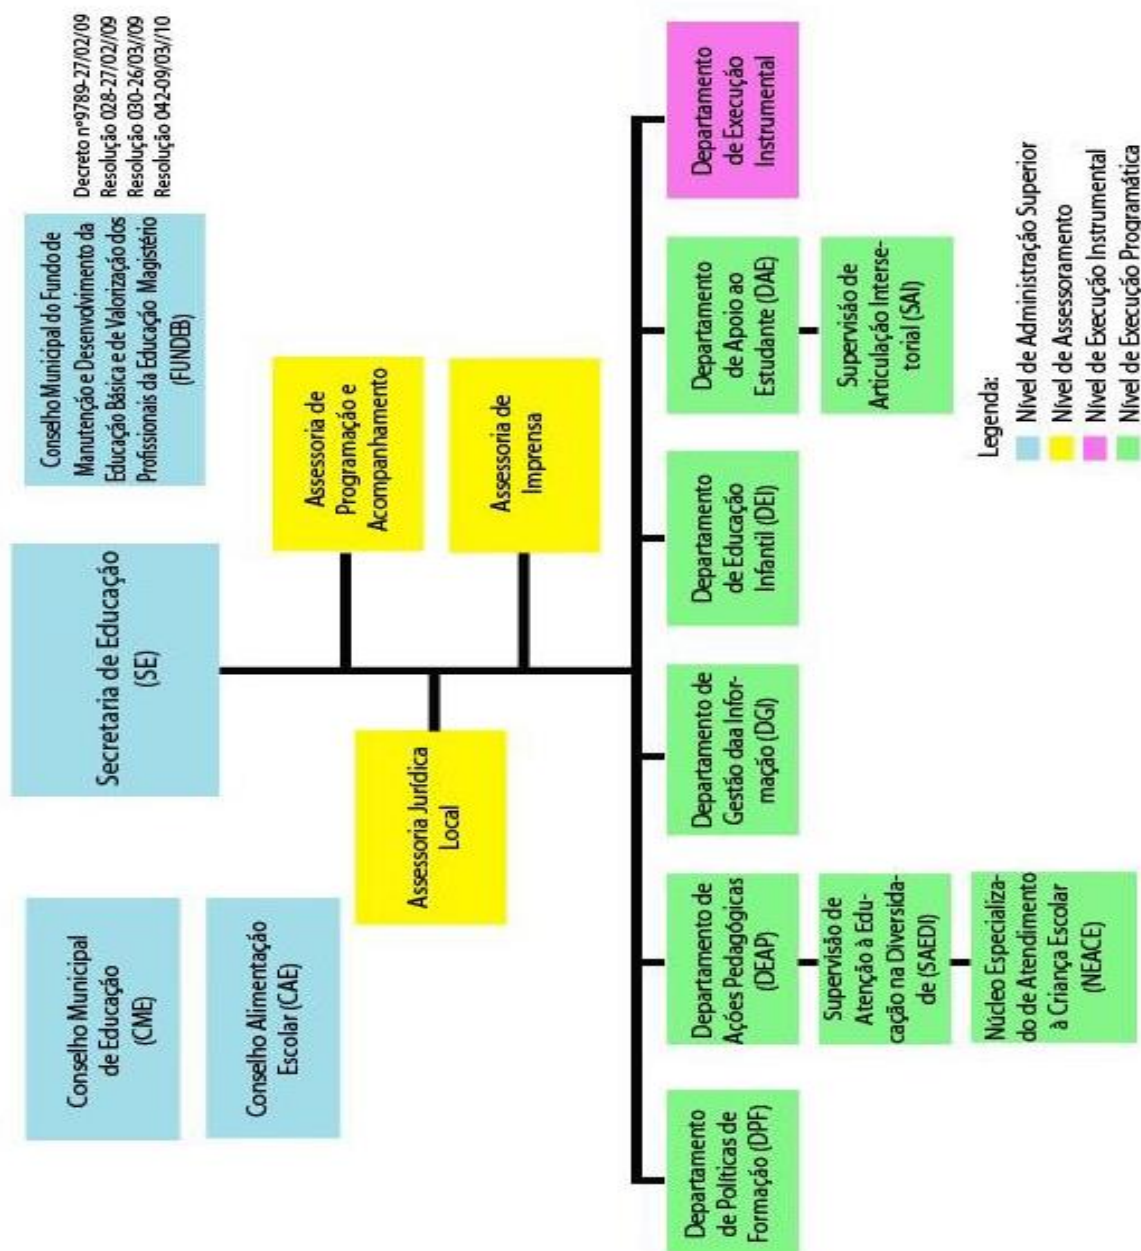 Conselho Municipal
de Educação
(CME)
Conselho Alimentação
Escolar (CAE)
Secretaria de Educação
(SE)
Conselho Municipal do Fundo de
Manutenção e Desenvolvimento da
Educação Básica e de Valorização dos
Profissionais da Educação Magistério
(FUNDEB)
Decreto nº9789-27/02/09
Resolução 028-27/02/09
Resolução 030-26/03//09
Resolução 042-09/03//10
Assessoria Jurídica
Local
Assessoria de
Programação e
Acompanhamento
Assessoria de
Imprensa
Departamento
de Políticas de
Formação (DPF)
Departamento de
Ações Pedagógicas
(DEAP)
Supervisão de
Atenção à Edu-
cação na Diversida-
de (SAEDI)
Núcleo Especializa-
do de Atendimento
à Criança Escolar
(NEACE)
Departamento de
Gestão daa Infor-
mação (DGI)
Departamento
de Educação
Infantil (DEI)
Departamento
de Apoio ao
Estudante (DAE)
Supervisão de
Articulação Interse-
torial (SAI)
Departamento
de Execução
Instrumental
Legenda:
Nível de Administração Superior
Nível de Assessoramento
Nível de Execução Instrumental
Nível de Execução Programática